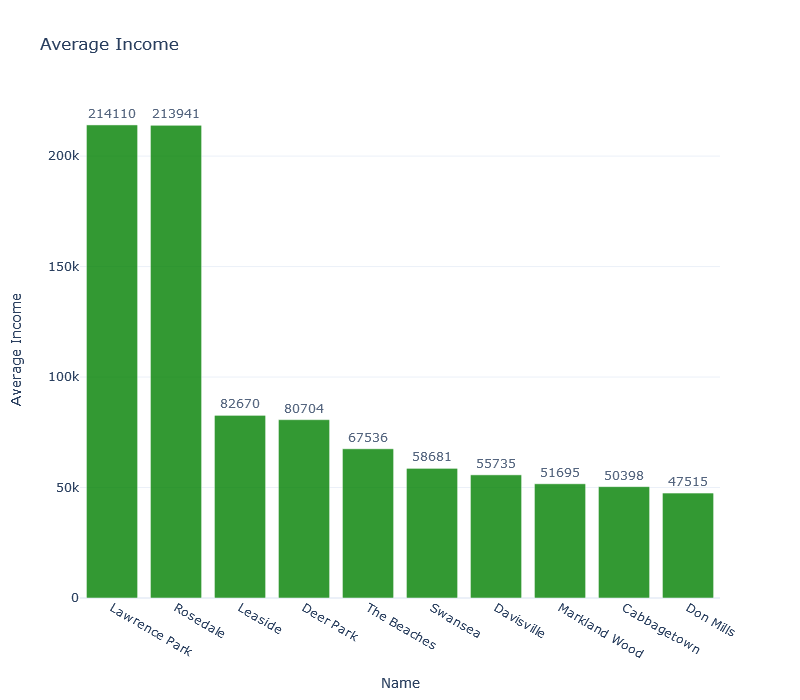 Average Income
214110
213941
82670
80704
67536
58681
55735
51695
50398
47515
200k
150k
100k
50k
0
Average Income
Lawrence Park
Rosedale
Leaside
Deer Park
The Beaches
Swansea
Davisville
Markland Wood
Cabbagetown
Don Mills
Name